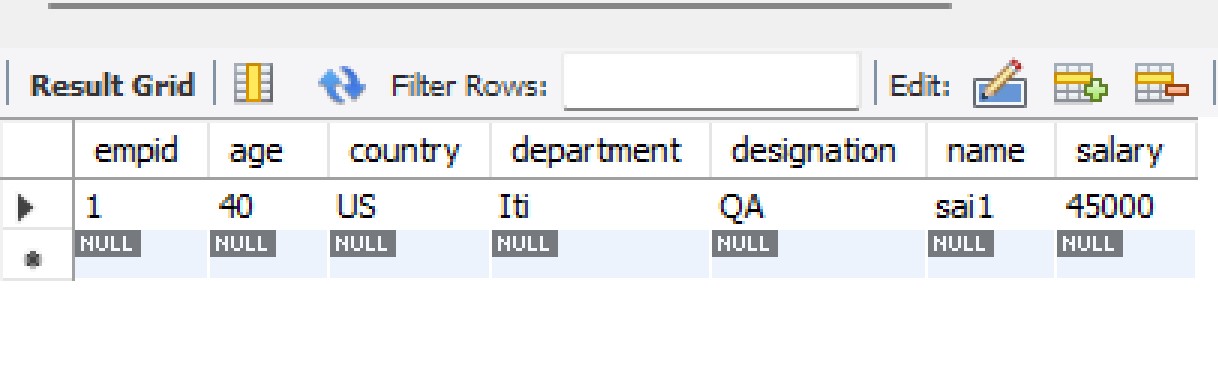 Result Grid Filter Rows: Edit:
empid age country department designation name salary
1 40 US Iti QA sai1 45000
NULL NULL NULL NULL NULL NULL NULL